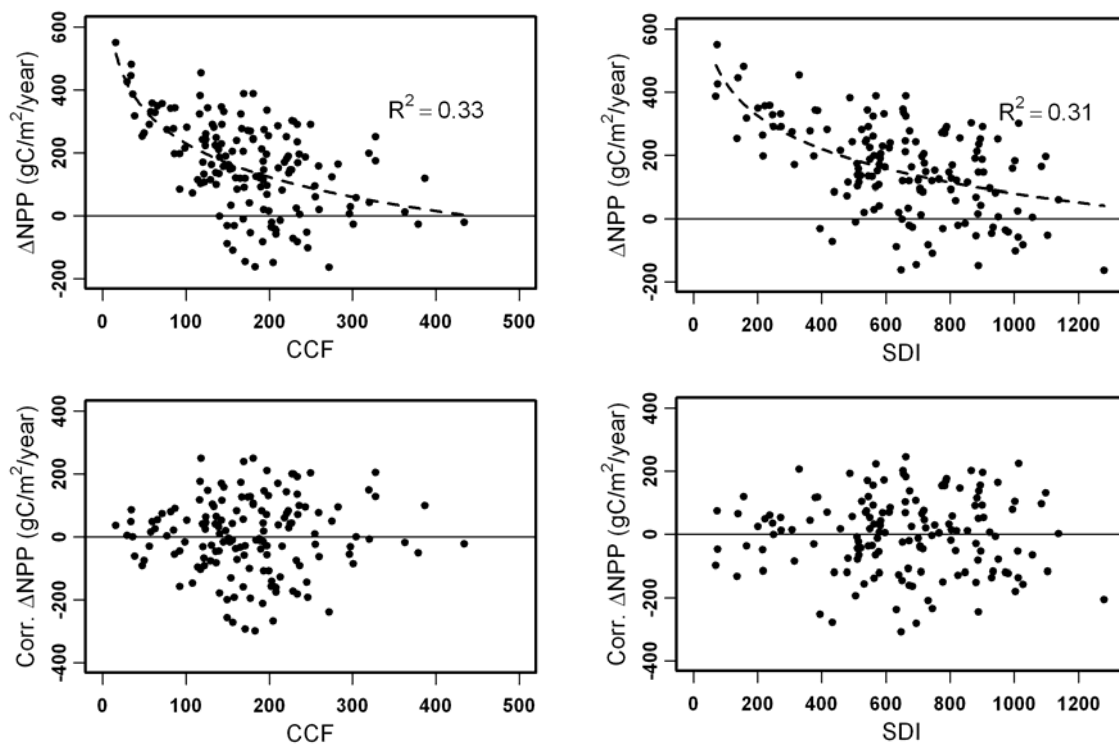 ΔNPP (gC/m²/year)
600
400
200
0
-200
R² = 0.33
0 100 200 300 400 500
CCF
ΔNPP (gC/m²/year)
600
400
200
0
-200
R² = 0.31
0 200 400 600 800 1000 1200
SDI
Corr. ΔNPP (gC/m²/year)
400
200
0
-200
-400
0 100 200 300 400 500
CCF
Corr. ΔNPP (gC/m²/year)
400
200
0
-200
-400
0 200 400 600 800 1000 1200
SDI